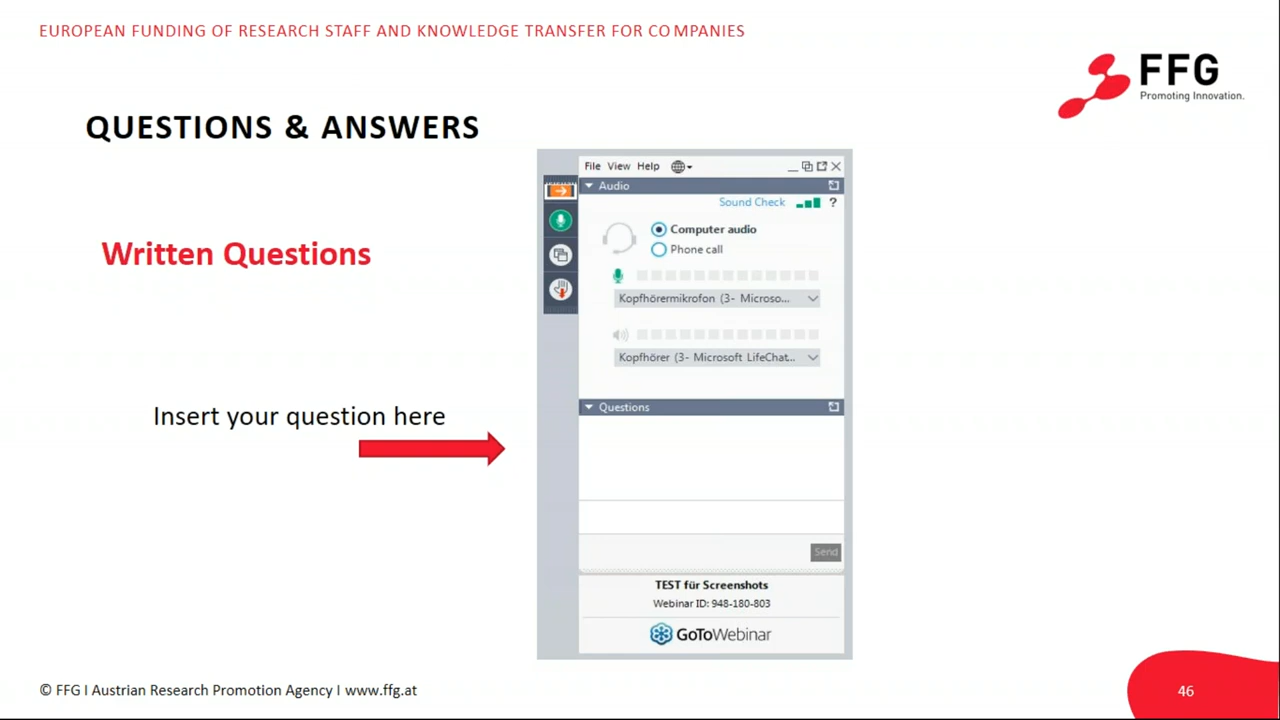 EUROPEAN FUNDING OF RESEARCH STAFF AND KNOWLEDGE TRANSFER FOR COMPANIES
FFG
Promoting Innovation.
QUESTIONS & ANSWERS
File View Help
Audio
Sound Check ?
Written Questions
Computer audio
Phone call
Kopfhörermikrofon (3- Microso...
Kopfhörer (3- Microsoft LifeChat...
Insert your question here
Questions
Send
TEST für Screenshots
Webinar ID: 948-180-803
GoToWebinar
© FFG I Austrian Research Promotion Agency I www.ffg.at
46